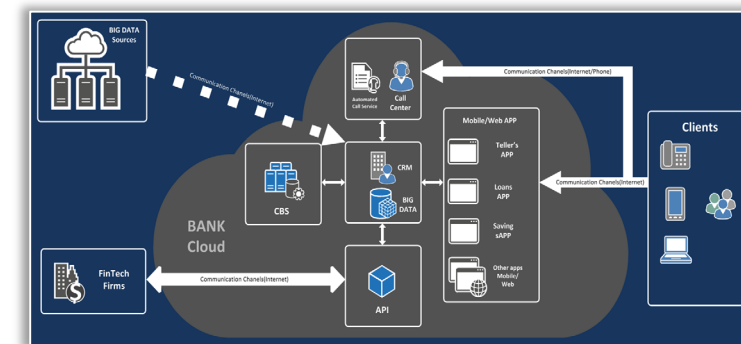 BIG DATA
Sources
Communication Chanels(Internet)
Automated
Call Service
Call
Center
Communication Chanels(Internet/Phone)
Mobile/Web APP
Teller's
APP
Loans
APP
Saving
sAPP
Other apps
Mobile/
Web
Clients
Communication Chanels(Internet)
CBS
CRM
BIG
DATA
BANK
Cloud
FinTech
Firms
Communication Chanels(Internet)
API